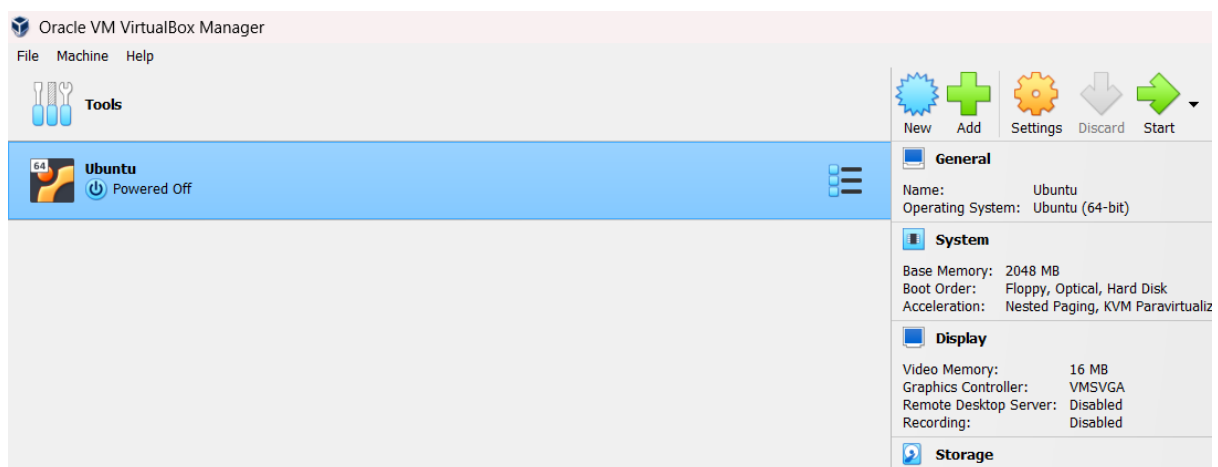 Oracle VM VirtualBox Manager
File Machine Help
Tools
New Add Settings Discard Start
64
Ubuntu
Powered Off
General
Name: Ubuntu
Operating System: Ubuntu (64-bit)
System
Base Memory: 2048 MB
Boot Order: Floppy, Optical, Hard Disk
Acceleration: Nested Paging, KVM Paravirtualiz
Display
Video Memory: 16 MB
Graphics Controller: VMSVGA
Remote Desktop Server: Disabled
Recording: Disabled
Storage